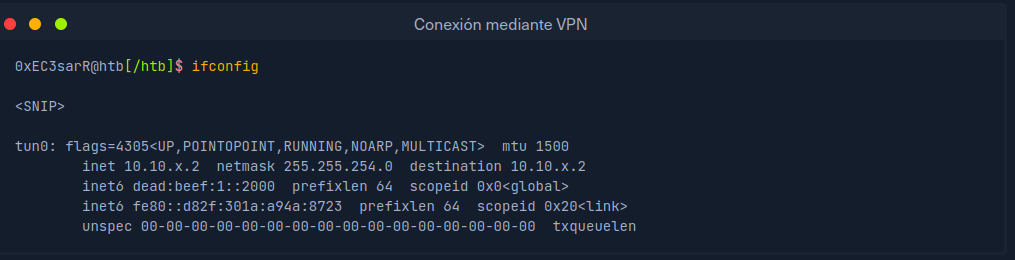 Conexión mediante VPN
0xEC3sarR@htb[/htb]$ ifconfig
<SNIP>
tun0: flags=4305<UP,POINTOPOINT,RUNNING,NOARP,MULTICAST>  mtu 1500
inet 10.10.x.2  netmask 255.255.254.0  destination 10.10.x.2
inet6 dead:beef:1::2000  prefixlen 64  scopeid 0x0<global>
inet6 fe80::d82f:301a:a94a:8723  prefixlen 64  scopeid 0x20<link>
unspec 00-00-00-00-00-00-00-00-00-00-00-00-00-00-00-00  txqueuelen